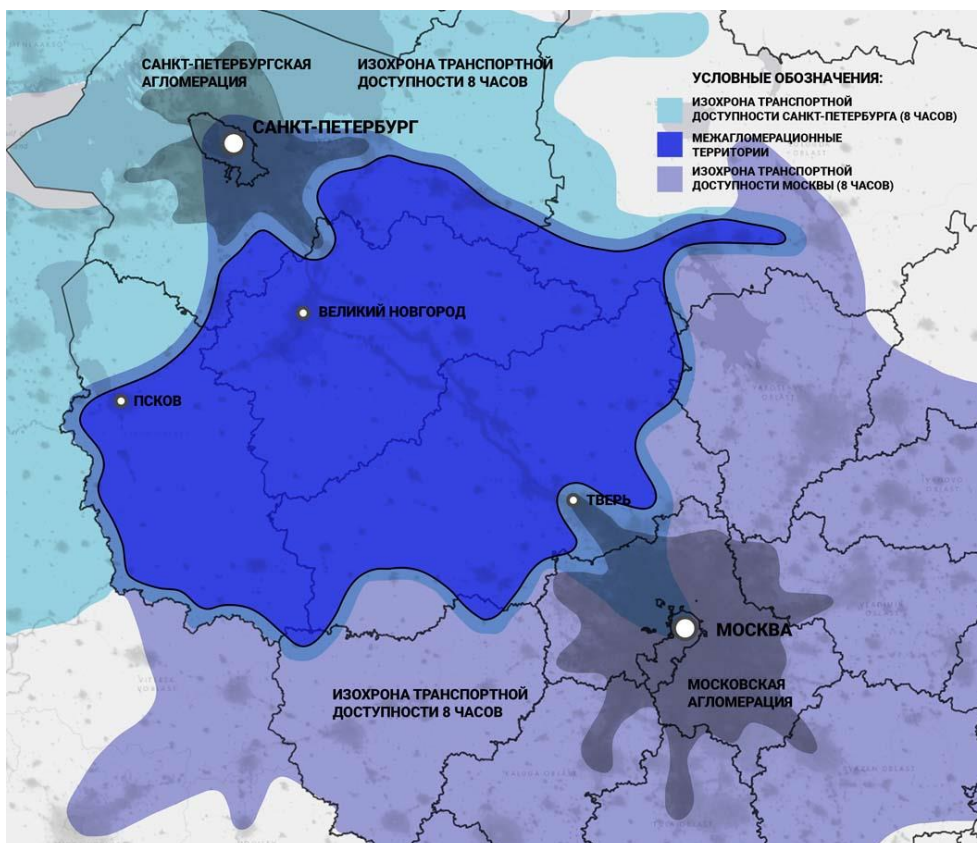 САНКТ-ПЕТЕРБУРГСКАЯ
АГЛОМЕРАЦИЯ
ИЗОХРОНА ТРАНСПОРТНОЙ
ДОСТУПНОСТИ 8 ЧАСОВ
УСЛОВНЫЕ ОБОЗНАЧЕНИЯ:
ИЗОХРОНА ТРАНСПОРТНОЙ
ДОСТУПНОСТИ САНКТ-ПЕТЕРБУРГА (8 ЧАСОВ)
МЕЖАГЛОМЕРАЦИОННЫЕ
ТЕРРИТОРИИ
ИЗОХРОНА ТРАНСПОРТНОЙ
ДОСТУПНОСТИ МОСКВЫ (8 ЧАСОВ)
САНКТ-ПЕТЕРБУРГ
ВЕЛИКИЙ НОВГОРОД
ПСКОВ
ТВЕРЬ
МОСКВА
МОСКОВСКАЯ
АГЛОМЕРАЦИЯ
ИЗОХРОНА ТРАНСПОРТНОЙ
ДОСТУПНОСТИ 8 ЧАСОВ